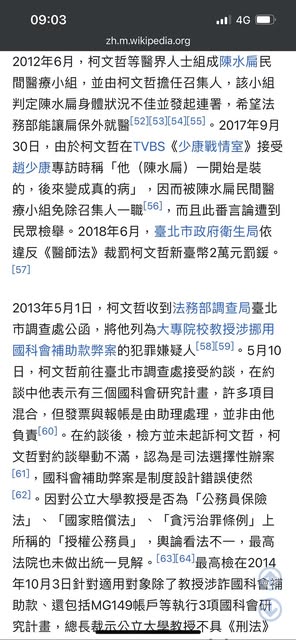 09:03
4G
zh.m.wikipedia.org
2012年6月，柯文哲等醫界人士組成陳水扁民
間醫療小組，並由柯文哲擔任召集人，該小組
判定陳水扁身體狀況不佳並發起連署，希望法
務部能讓扁保外就醫[52][53][54][55]。2017年9月
30日，由於柯文哲在TVBS《少康戰情室》接受
趙少康專訪時稱「他（陳水扁）一開始是裝
的，後來變成真的病」，因而被陳水扁民間醫
療小組免除召集人一職[56]，而且此番言論遭到
民眾檢舉。2018年6月，臺北市政府衛生局依
違反《醫師法》裁罰柯文哲新臺幣2萬元罰鍰。
[57]
2013年5月1日，柯文哲收到法務部調查局臺北
市調查處公函，將他列為大專院校教授涉挪用
國科會補助款弊案的犯罪嫌疑人[58][59]。5月10
日，柯文哲前往臺北市調查處接受約談，在約
談中他表示有三個國科會研究計畫，許多項目
混合，但發票與報帳是由助理處理，並非由他
負責[60]。在約談後，檢方並未起訴柯文哲，柯
文哲對約談舉動不滿，認為是司法選擇性辦案
[61]，國科會補助弊案是制度設計錯誤使然
[62]。因對公立大學教授是否為「公務員保險
法」、「國家賠償法」、「貪污治罪條例」上
所稱的「授權公務員」，輿論看法不一，最高
法院也未做出統一見解。[63][64]最高檢在2014
年10月3日針對適用對象除了教授涉詐國科會補
助款、還包括MG149帳戶等執行3項國科會研
究計畫，總長裁示公立大學教授不具《刑法》